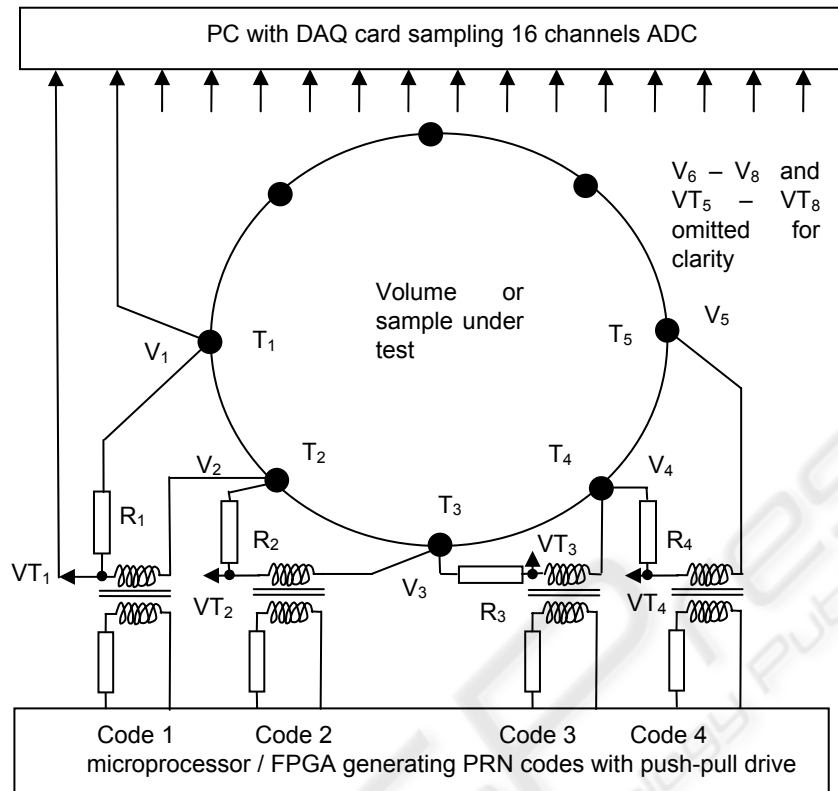 PC with DAQ card sampling 16 channels ADC
V6 – V8 and
VT5 – VT8
omitted for
clarity
Volume or
sample under
test
V1
T1
T5
V5
V2
T2
T4
V4
T3
R1
R2
VT3
R4
VT1
VT2
V3
R3
VT4
Code 1
Code 2
Code 3
Code 4
microprocessor / FPGA generating PRN codes with push-pull drive